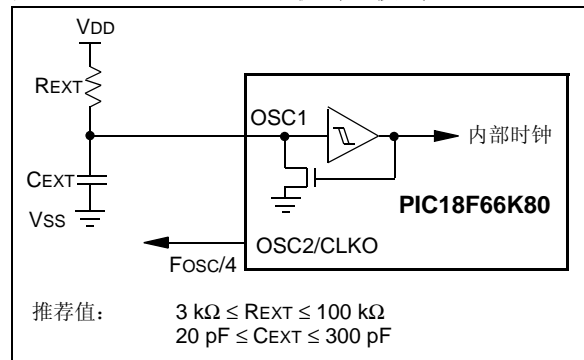 VDD
REXT
OSC1
内部时钟
CEXT
PIC18F66K80
VSS
OSC2/CLKO
FOSC/4
推荐值: 3 kΩ ≤ REXT ≤ 100 kΩ
20 pF ≤ CEXT ≤ 300 pF